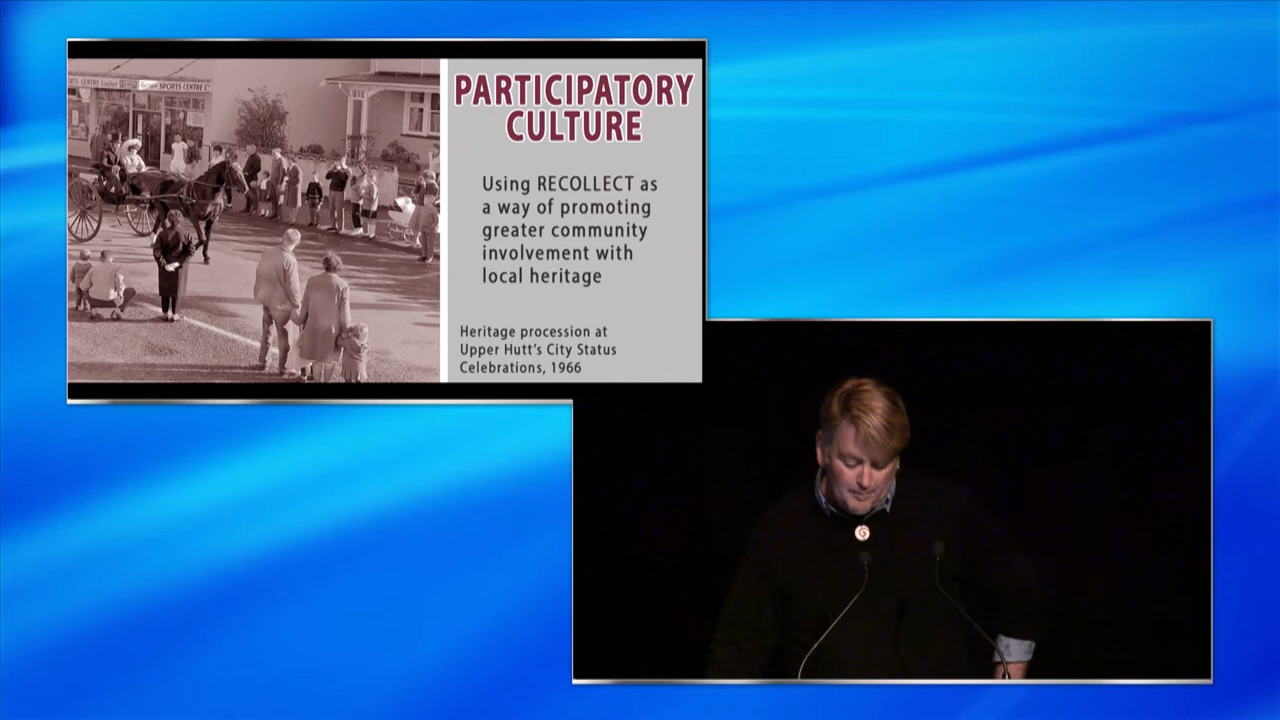 SPORTS CENTRE L
PARTICIPATORY
CULTURE
Using RECOLLECT as
a way of promoting
greater community
involvement with
local heritage
Heritage procession at
Upper Hutt's City Status
Celebrations, 1966